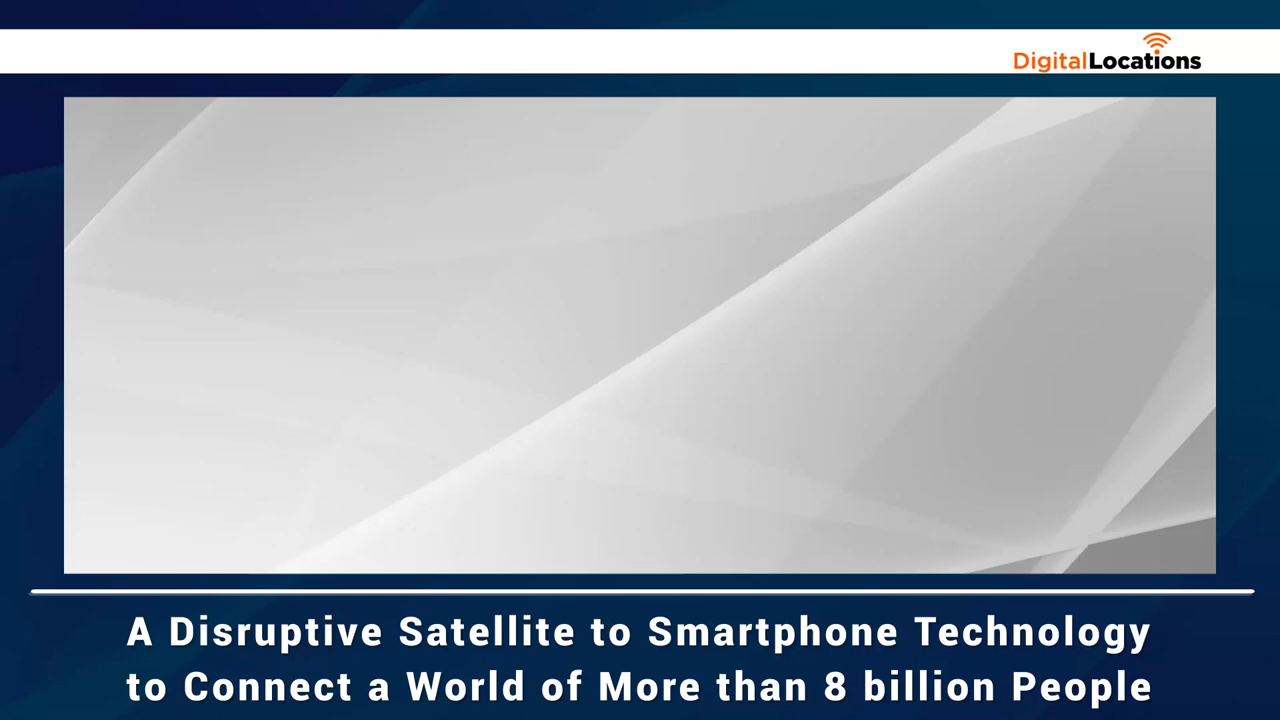 DigitalLocations
A Disruptive Satellite to Smartphone Technology
to Connect a World of More than 8 billion People